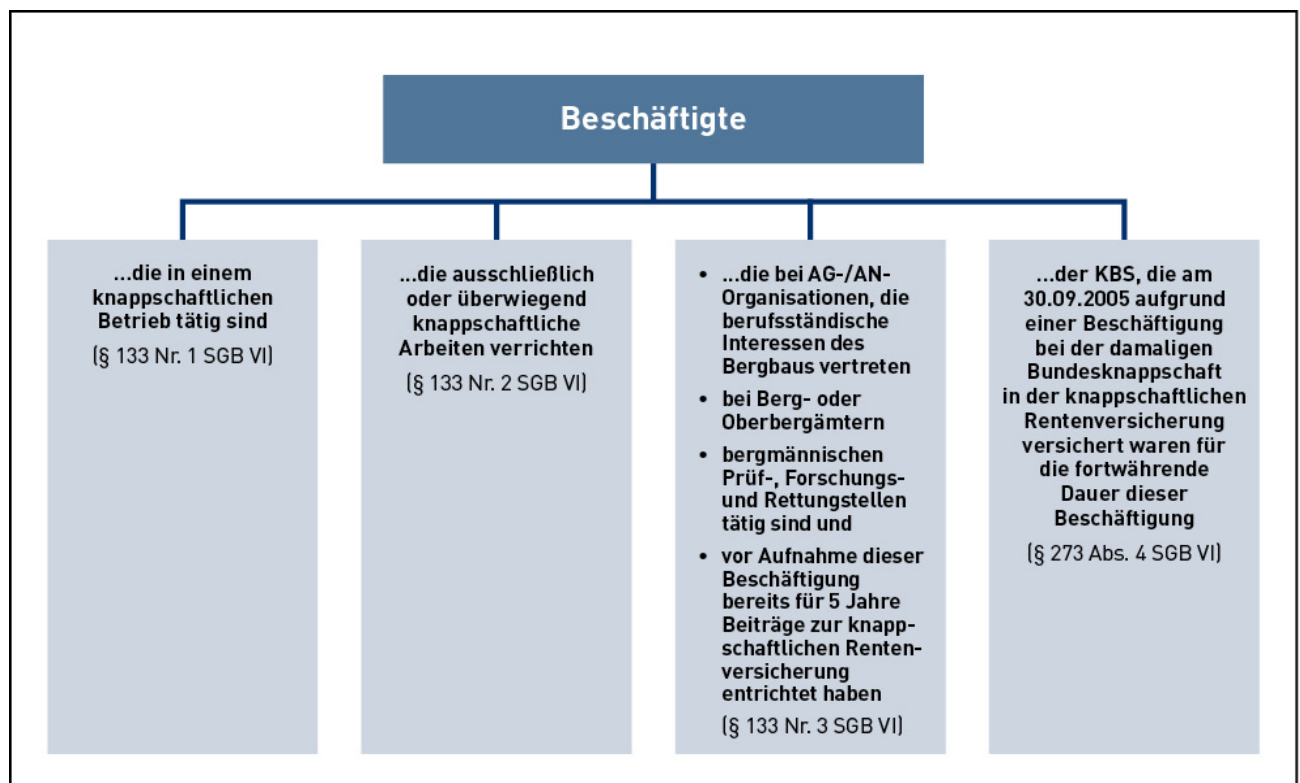 Beschäftigte
...die in einem
knappschaftlichen
Betrieb tätig sind
(§ 133 Nr. 1 SGB VI)
...die ausschließlich
oder überwiegend
knappschaftliche
Arbeiten verrichten
(§ 133 Nr. 2 SGB VI)
• ...die bei AG-/AN-
Organisationen, die
berufsständische
Interessen des
Bergbaus vertreten
• bei Berg- oder
Oberbergämtern
• bergmännischen
Prüf-, Forschungs-
und Rettungstellen
tätig sind und
• vor Aufnahme dieser
Beschäftigung
bereits für 5 Jahre
Beiträge zur knapp-
schaftlichen Renten-
versicherung
entrichtet haben
(§ 133 Nr. 3 SGB VI)
...der KBS, die am
30.09.2005 aufgrund
einer Beschäftigung
bei der damaligen
Bundesknappschaft
in der knappschaftlichen
Rentenversicherung
versichert waren für
die fortwährende
Dauer dieser
Beschäftigung
(§ 273 Abs. 4 SGB VI)